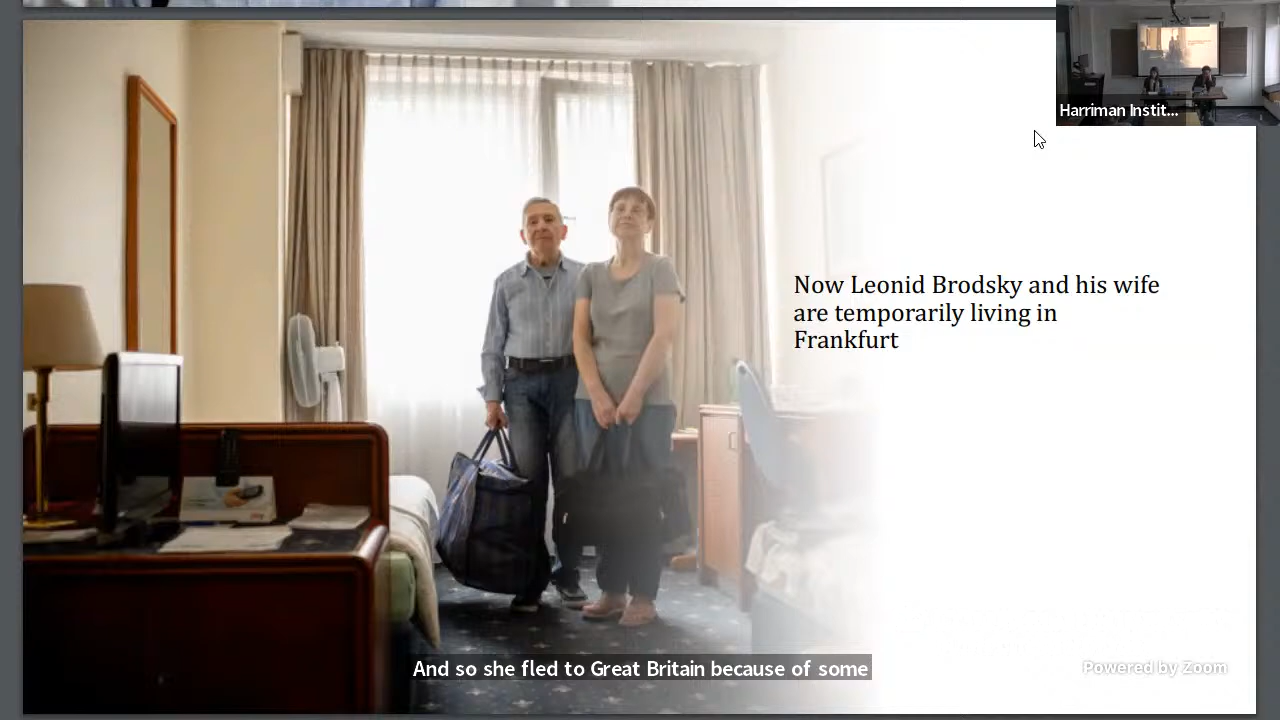 Harriman Instit...
Now Leonid Brodsky and his wife
are temporarily living in
Frankfurt
And so she fled to Great Britain because of some
Powered by Zoom